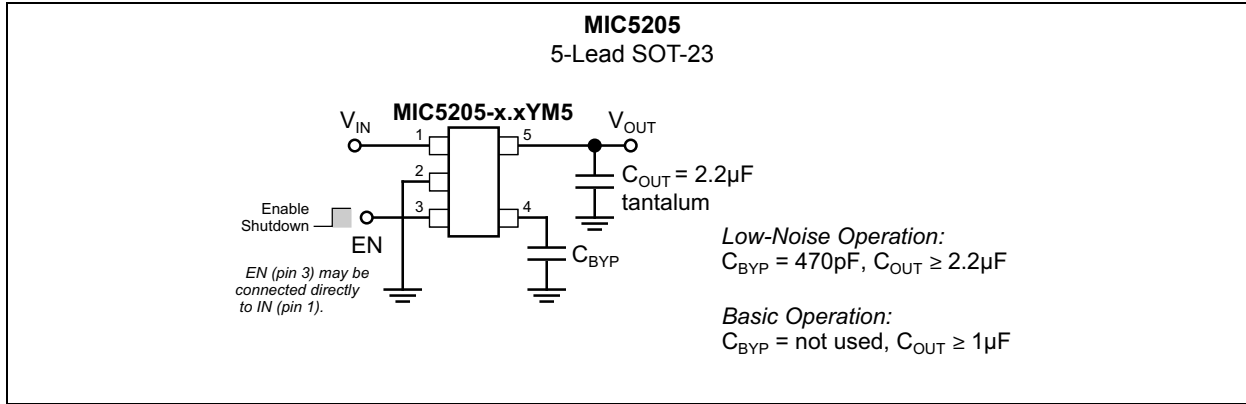 MIC5205
5-Lead SOT-23
MIC5205-x.xYM5
VIN
VOUT
1
5
2
COUT = 2.2µF
tantalum
Enable
Shutdown
3
4
EN
CBYP
EN (pin 3) may be
connected directly
to IN (pin 1).
Low-Noise Operation:
CBYP = 470pF, COUT ≥ 2.2µF
Basic Operation:
CBYP = not used, COUT ≥ 1µF